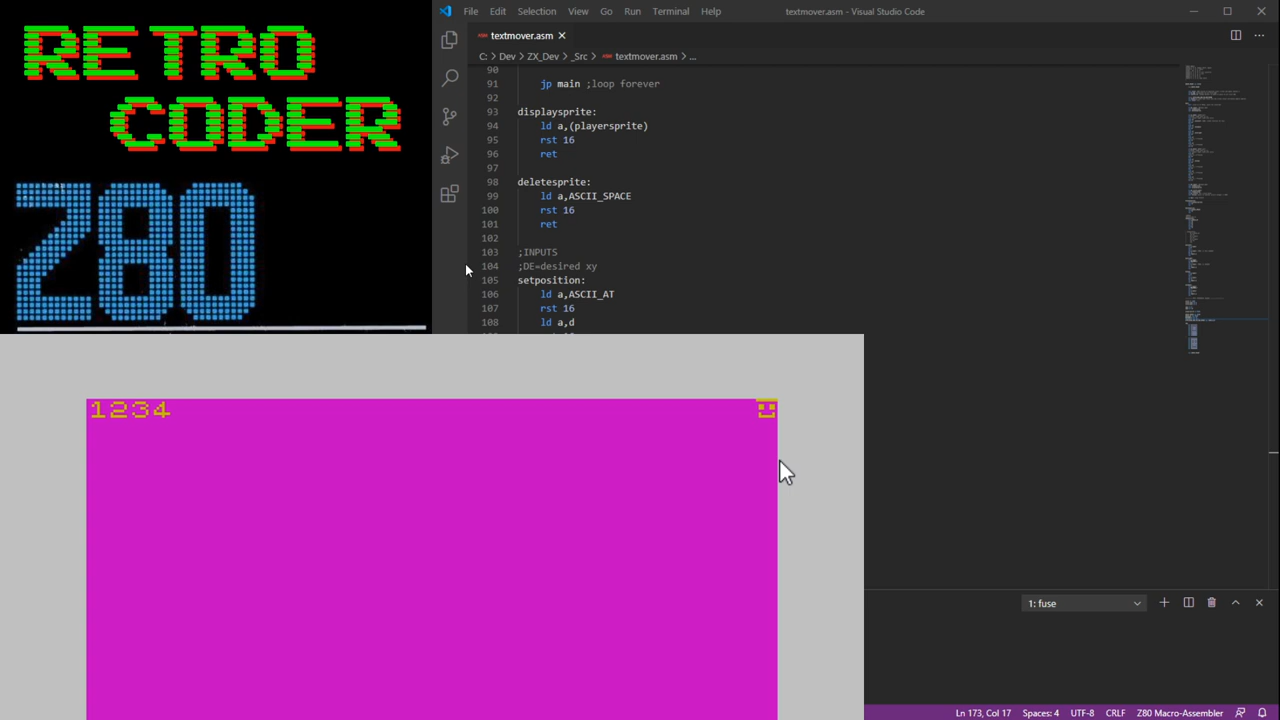 RETRO
CODER
Z80
File Edit Selection View Go Run Terminal Help
textmover.asm - Visual Studio Code
textmover.asm
C: > Dev > ZX_Dev > _Src > textmover.asm > ...
90
91 jp main ;loop forever
92
93 displaysprite:
94 ld a,(playersprite)
95 rst 16
96 ret
97
98 deletesprite:
99 ld a,ASCII_SPACE
100 rst 16
101 ret
102
103 ;INPUTS
104 ;DE=desired xy
105 setposition:
106 ld a,ASCII_AT
107 rst 16
108 ld a,d
1234
1: fuse
Ln 173, Col 17 Spaces: 4 UTF-8 CRLF Z80 Macro-Assembler